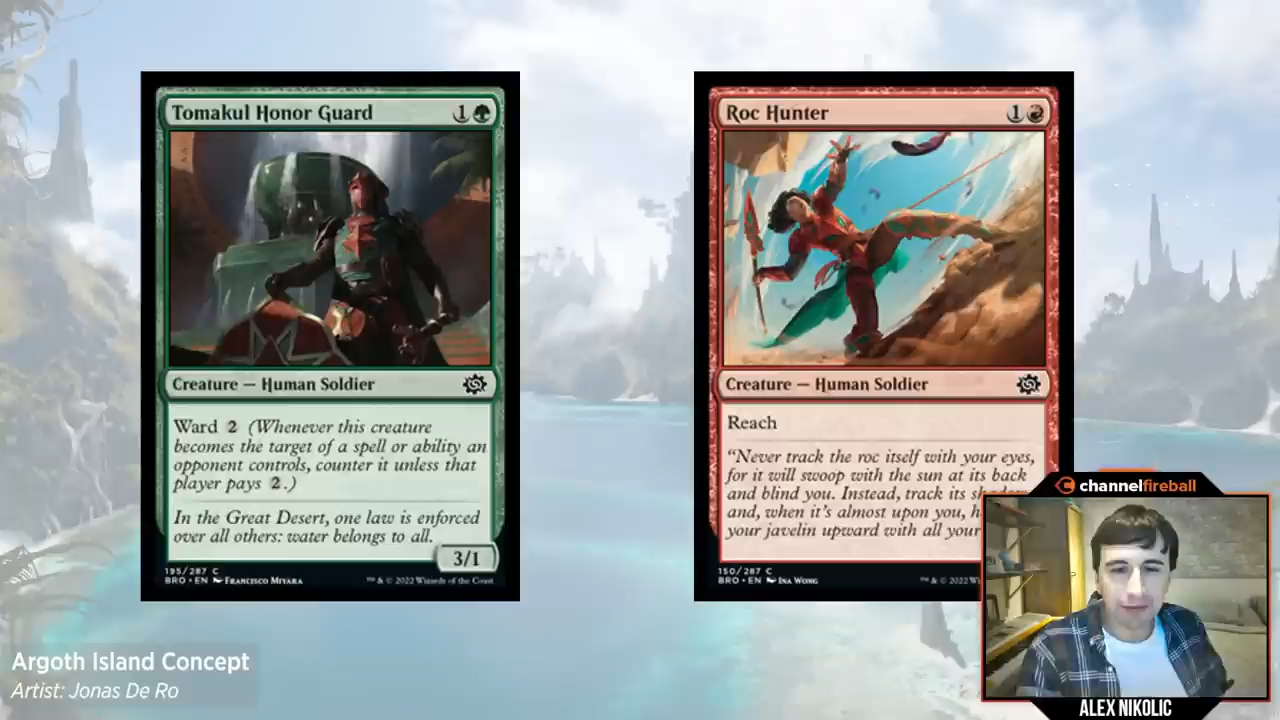 Tomakul Honor Guard 1
Creature — Human Soldier
Ward 2 (Whenever this creature
becomes the target of a spell or ability an
opponent controls, counter it unless that
player pays 2.)
In the Great Desert, one law is enforced
over all others: water belongs to all.
3/1
195/287 C
BRO • EN Francisco Miyara
™ & © 2022 Wizards of the Coast
Roc Hunter 1
Creature — Human Soldier
Reach
“Never track the roc itself with your eyes,
for it will swoop with the sun at its back
and blind you. Instead, track its
and, when it’s almost upon you,
your javelin upward with all your
150/287 C
BRO • EN Ina Wong
™ & © 2022
channelfireball
ALEX NIKOLIC
Argoth Island Concept
Artist: Jonas De Ro